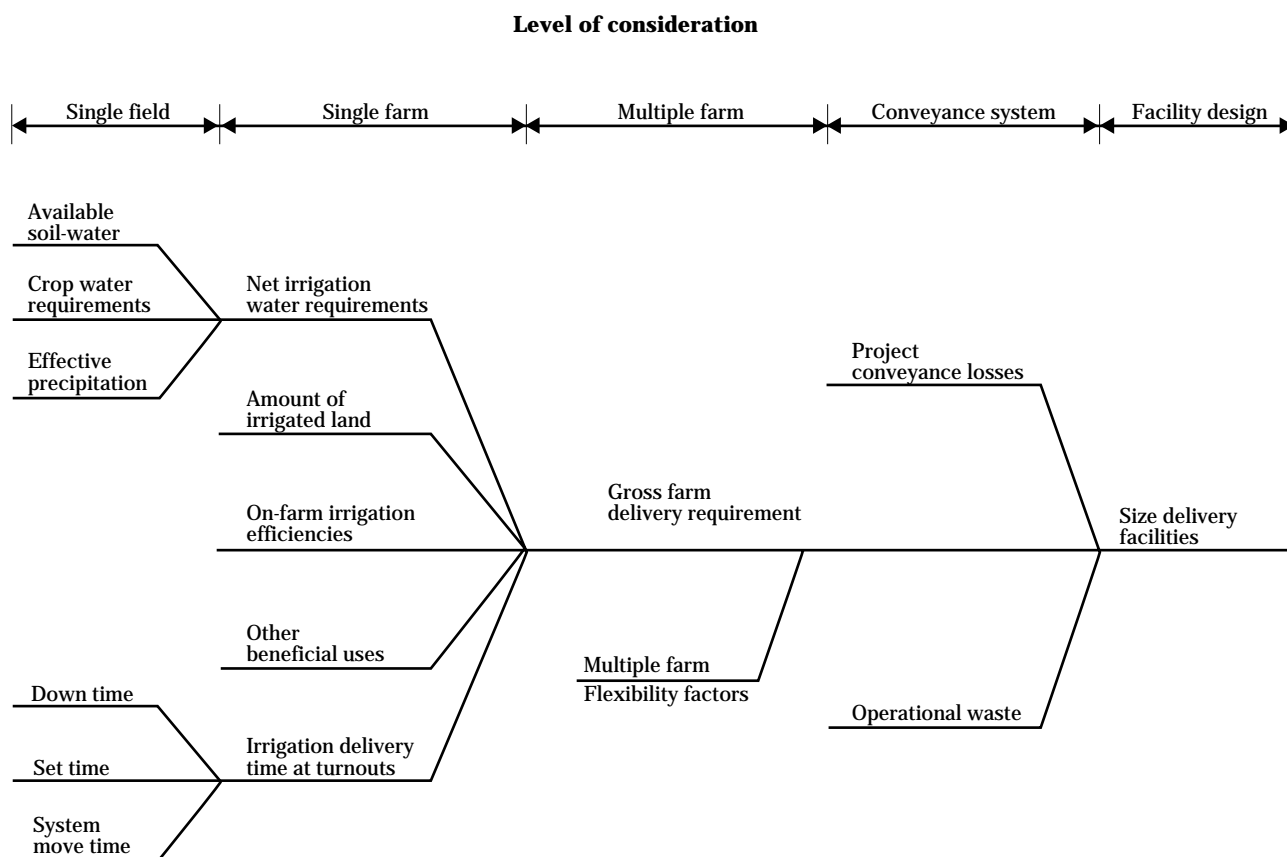 Level of consideration
Single field
Single farm
Multiple farm
Conveyance system
Facility design
Available
soil-water
Crop water
requirements
Effective
precipitation
Net irrigation
water requirements
Amount of
irrigated land
On-farm irrigation
efficiencies
Other
beneficial uses
Down time
Set time
System
move time
Irrigation delivery
time at turnouts
Gross farm
delivery requirement
Multiple farm
Flexibility factors
Project
conveyance losses
Operational waste
Size delivery
facilities